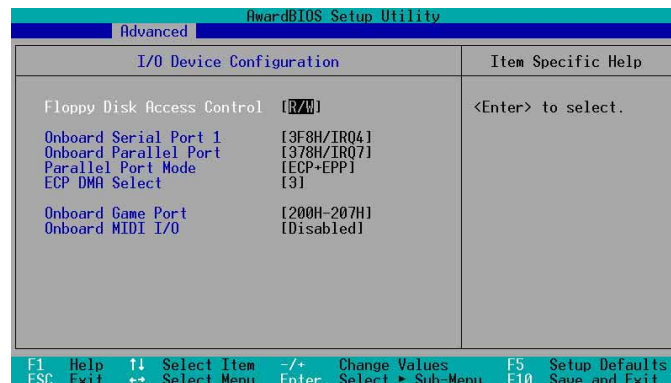 AwardBIOS Setup Utility
Advanced
I/O Device Configuration
Item Specific Help
Floppy Disk Access Control [R/W]
<Enter> to select.
Onboard Serial Port 1 [3F8H/IRQ4]
Onboard Parallel Port [378H/IRQ7]
Parallel Port Mode [ECP+EPP]
ECP DMA Select [3]
Onboard Game Port [200H-207H]
Onboard MIDI I/O [Disabled]
F1 Help ↑↓ Select Item -/+ Change Values F5 Setup Defaults
ESC Exit ←→ Select Menu Enter Select ► Sub-Menu F10 Save and Exits